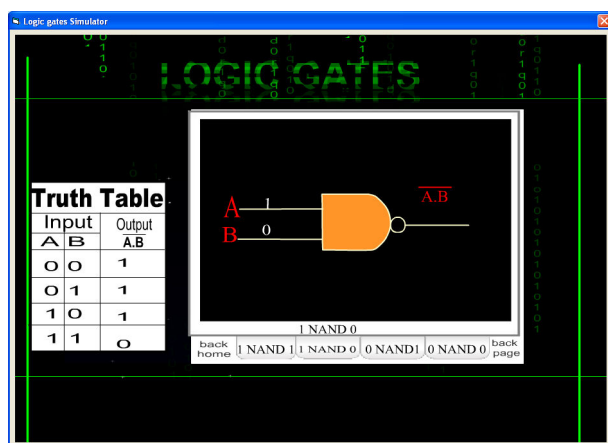 Logic gates Simulator
LOGIC GATES
Truth Table
Input Output
A B A.B
0 0 1
0 1 1
1 0 1
1 1 0
A 1
B 0
A.B
1 NAND 0
back home 1 NAND 1 1 NAND 0 0 NAND1 0 NAND 0 back page